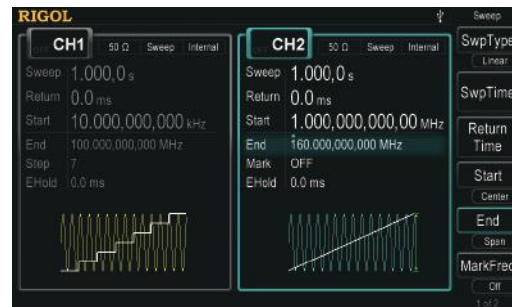 RIGOL
Sweep
CH1 50 Ω Sweep Internal
Sweep 1.000,0 s
Return 0.0 ms
Start 10.000,000,000 kHz
End 100.000,000,000 MHz
Step 7
EHold 0.0 ms
OFF CH2 50 Ω Sweep Internal
Sweep 1.000,0 s
Return 0.0 ms
Start 1.000,000,000,00 MHz
End 160.000,000,000 MHz
Mark OFF
EHold 0.0 ms
SwpType
Linear
SwpTime
Return
Time
Start
Center
End
Span
MarkFreq
Off
1 of 2